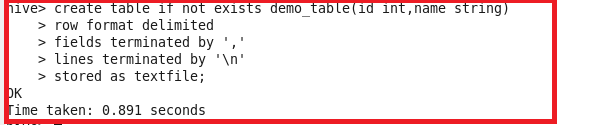 hive> create table if not exists demo_table(id int,name string)
> row format delimited
> fields terminated by ','
> lines terminated by '\n'
> stored as textfile;
OK
Time taken: 0.891 seconds